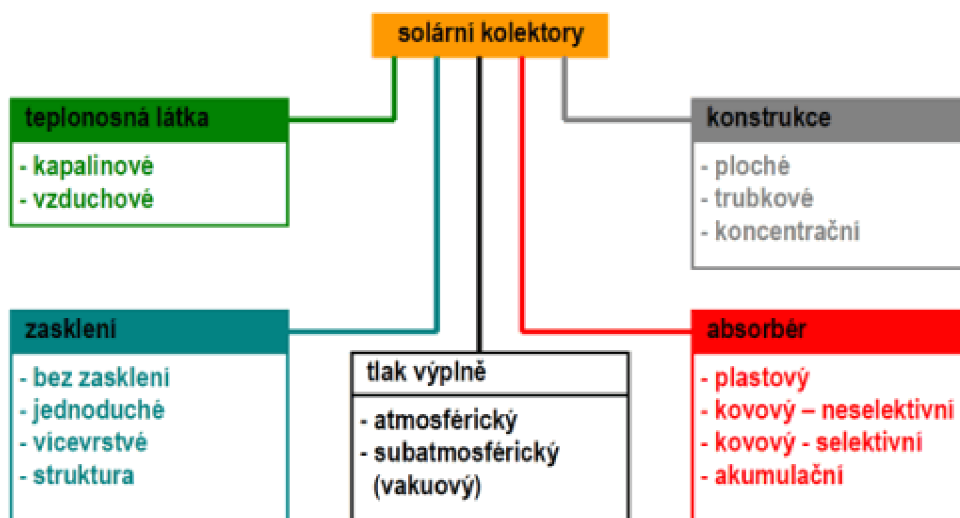 solární kolektory
teplonosná látka
- kapalinové
- vzduchové
konstrukce
- ploché
- trubkové
- koncentrační
zasklení
- bez zasklení
- jednoduché
- vícevrstvé
- struktura
tlak výplně
- atmosférický
- subatmosférický
(vakuový)
absorbér
- plastový
- kovový – neselektivní
- kovový - selektivní
- akumulační